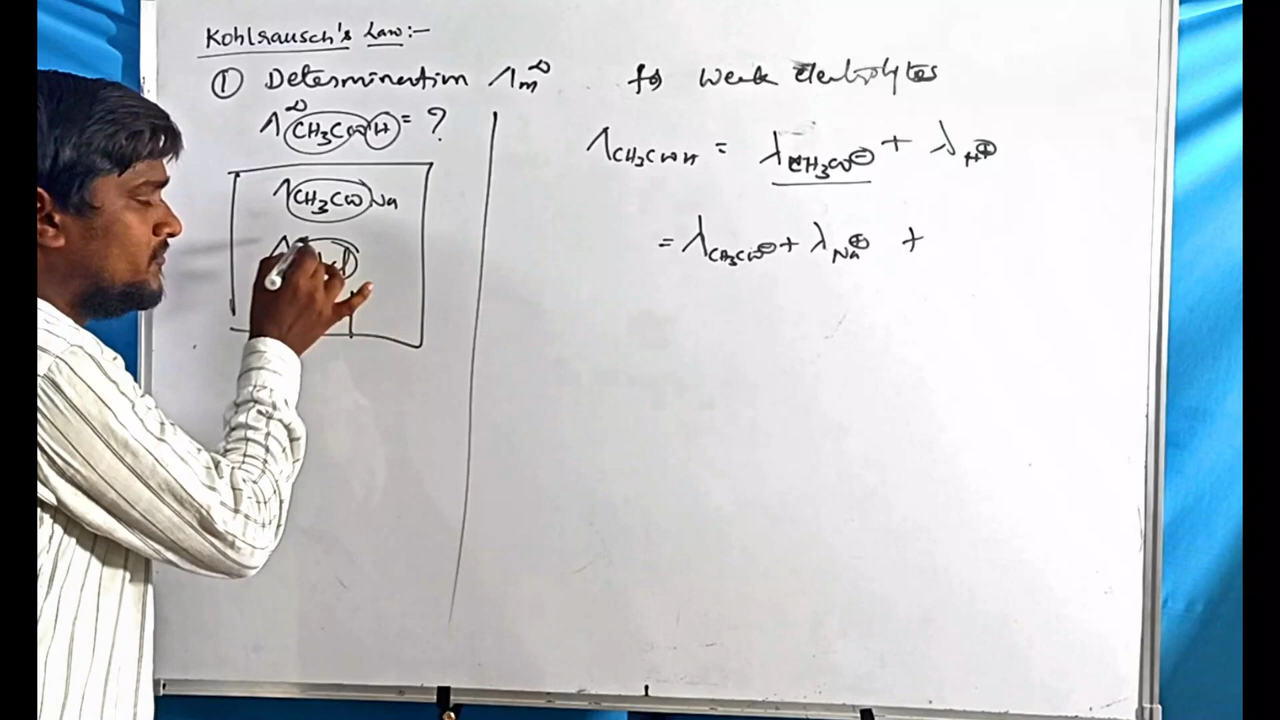 Kohlrausch's Law:-
① Determination Λm∞ for weak electrolytes
Λ∞CH3COOH = ?
ΛCH3COONa
ΛCH3COOH = λCH3COO⊖ + λH⊕
= λCH3COO⊖ + λNa⊕ +